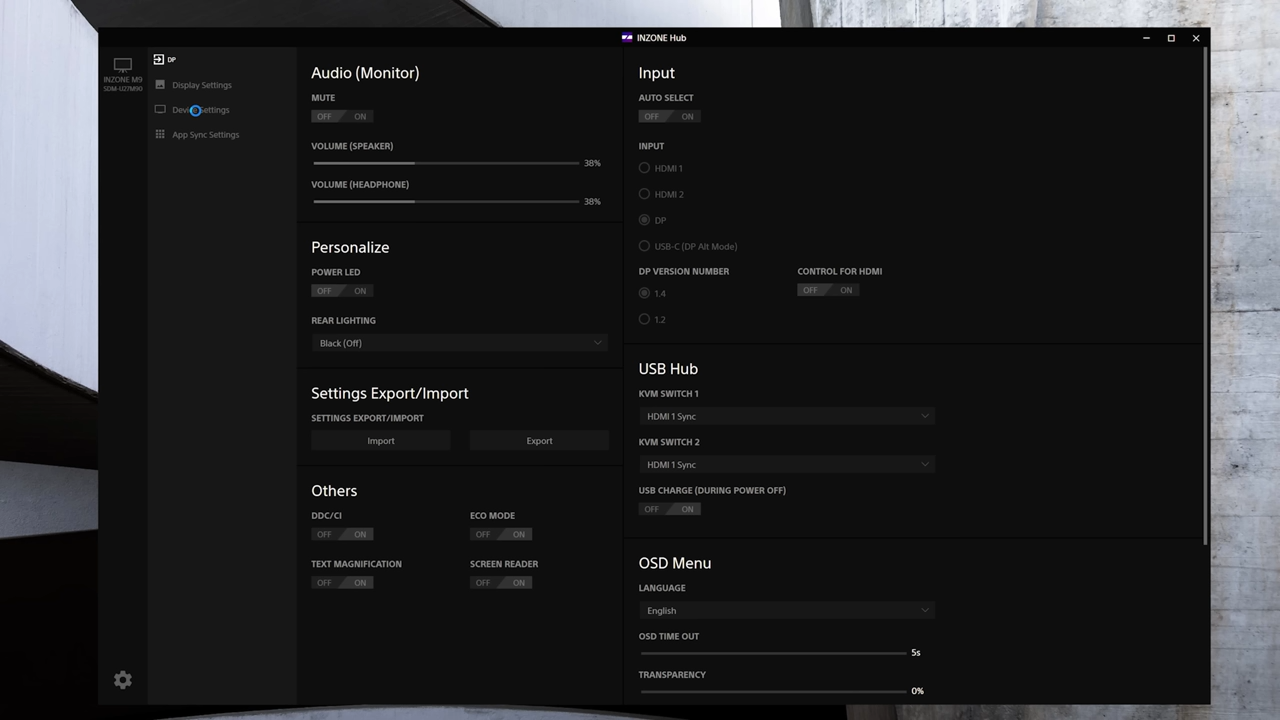 INZONE Hub
INZONE M9
SDM-U27M90
DP
Display Settings
Device Settings
App Sync Settings
Audio (Monitor)
MUTE
OFF ON
VOLUME (SPEAKER)
38%
VOLUME (HEADPHONE)
38%
Personalize
POWER LED
OFF ON
REAR LIGHTING
Black (Off)
Settings Export/Import
SETTINGS EXPORT/IMPORT
Import Export
Others
DDC/CI ECO MODE
OFF ON OFF ON
TEXT MAGNIFICATION SCREEN READER
OFF ON OFF ON
Input
AUTO SELECT
OFF ON
INPUT
HDMI 1
HDMI 2
DP
USB-C (DP Alt Mode)
DP VERSION NUMBER CONTROL FOR HDMI
1.4 OFF ON
1.2
USB Hub
KVM SWITCH 1
HDMI 1 Sync
KVM SWITCH 2
HDMI 1 Sync
USB CHARGE (DURING POWER OFF)
OFF ON
OSD Menu
LANGUAGE
English
OSD TIME OUT
5s
TRANSPARENCY
0%